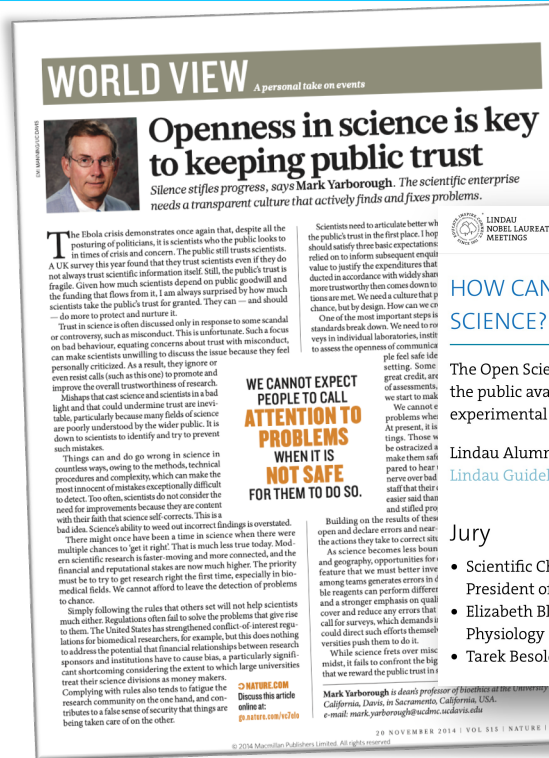 WORLD VIEW A personal take on events
EMI MANNING/UC DAVIS
Openness in science is key
to keeping public trust
Silence stifles progress, says Mark Yarborough. The scientific enterprise
needs a transparent culture that actively finds and fixes problems.
The Ebola crisis demonstrates once again that, despite all the
posturing of politicians, it is scientists who the public looks to
in times of crisis and concern. The public still trusts scientists.
A UK survey this year found that they trust scientists even if they do
not always trust scientific information itself. Still, the public's trust is
fragile. Given how much scientists depend on public goodwill and
the funding that flows from it, I am always surprised by how much
scientists take the public's trust for granted. They can — and should
— do more to protect and nurture it.
Trust in science is often discussed only in response to some scandal
or controversy, such as misconduct. This is unfortunate. Such a focus
on bad behaviour, equating concerns about trust with misconduct,
can make scientists unwilling to discuss the issue because they feel
personally criticized. As a result, they ignore or
even resist calls (such as this one) to promote and
improve the overall trustworthiness of research.
Mishaps that cast science and scientists in a bad
light and that could undermine trust are inevi-
table, particularly because many fields of science
are poorly understood by the wider public. It is
down to scientists to identify and try to prevent
such mistakes.
Things can and do go wrong in science in
countless ways, owing to the methods, technical
procedures and complexity, which can make the
most innocent of mistakes exceptionally difficult
to detect. Too often, scientists do not consider the
need for improvements because they are content
with their faith that science self-corrects. This is a
bad idea. Science's ability to weed out incorrect findings is overstated.
There might once have been a time in science when there were
multiple chances to 'get it right'. That is much less true today. Mod-
ern scientific research is faster-moving and more connected, and the
financial and reputational stakes are now much higher. The priority
must be to try to get research right the first time, especially in bio-
medical fields. We cannot afford to leave the detection of problems
to chance.
Simply following the rules that others set will not help scientists
much either. Regulations often fail to solve the problems that give rise
to them. The United States has strengthened conflict-of-interest regu-
lations for biomedical researchers, for example, but this does nothing
to address the potential that financial relationships between research
sponsors and institutions have to cause bias, a particularly signifi-
cant shortcoming considering the extent to which large universities
treat their science divisions as money makers.
Complying with rules also tends to fatigue the
research community on the one hand, and con-
tributes to a false sense of security that things are
being taken care of on the other.
WE CANNOT EXPECT
PEOPLE TO CALL
ATTENTION TO
PROBLEMS
WHEN IT IS
NOT SAFE
FOR THEM TO DO SO.
NATURE.COM
Discuss this article
online at:
go.nature.com/vc7qlo
Scientists need to articulate better wh
the public's trust in the first place. I hop
should satisfy three basic expectations:
relied on to inform subsequent enquir
value to justify the expenditures that
ducted in accordance with widely shar
more trustworthy then comes down to
tions are met. We need a culture that p
chance, but by design. How can we cr
One of the most important steps is
standards break down. We need to ro
veys in individual laboratories, instit
to assess the openness of communica
ple feel safe ide
setting. Some
great credit, are
of assessments,
we start to mak
We cannot e
problems when
At present, it is
tings. Those w
be ostracized a
make them safe
pared to hear
nerve over bad
staff that their
easier said than
and stifled prog
Building on the results of these
open and declare errors and near-
the actions they take to correct situ
As science becomes less boun
and geography, opportunities for
feature that we must better inve
among teams generates errors in d
ble reagents can perform differen
and a stronger emphasis on quali
cover and reduce any errors that
call for surveys, which demands in
could direct such efforts themselve
versities push them to do it.
While science frets over misc
midst, it fails to confront the big
that we reward the public trust in s
Mark Yarborough is dean's professor of bioethics at the University
California, Davis, in Sacramento, California, USA.
e-mail: mark.yarborough@ucdmc.ucdavis.edu
20 NOVEMBER 2014 | VOL 515 | NATURE |
© 2014 Macmillan Publishers Limited. All rights reserved
LINDAU
NOBEL LAUREAT
MEETINGS
HOW CAN
SCIENCE?
The Open Scie
the public ava
experimental
Lindau Alumn
Lindau Guidel
Jury
• Scientific Ch
President of
• Elizabeth Bl
Physiology
• Tarek Besol